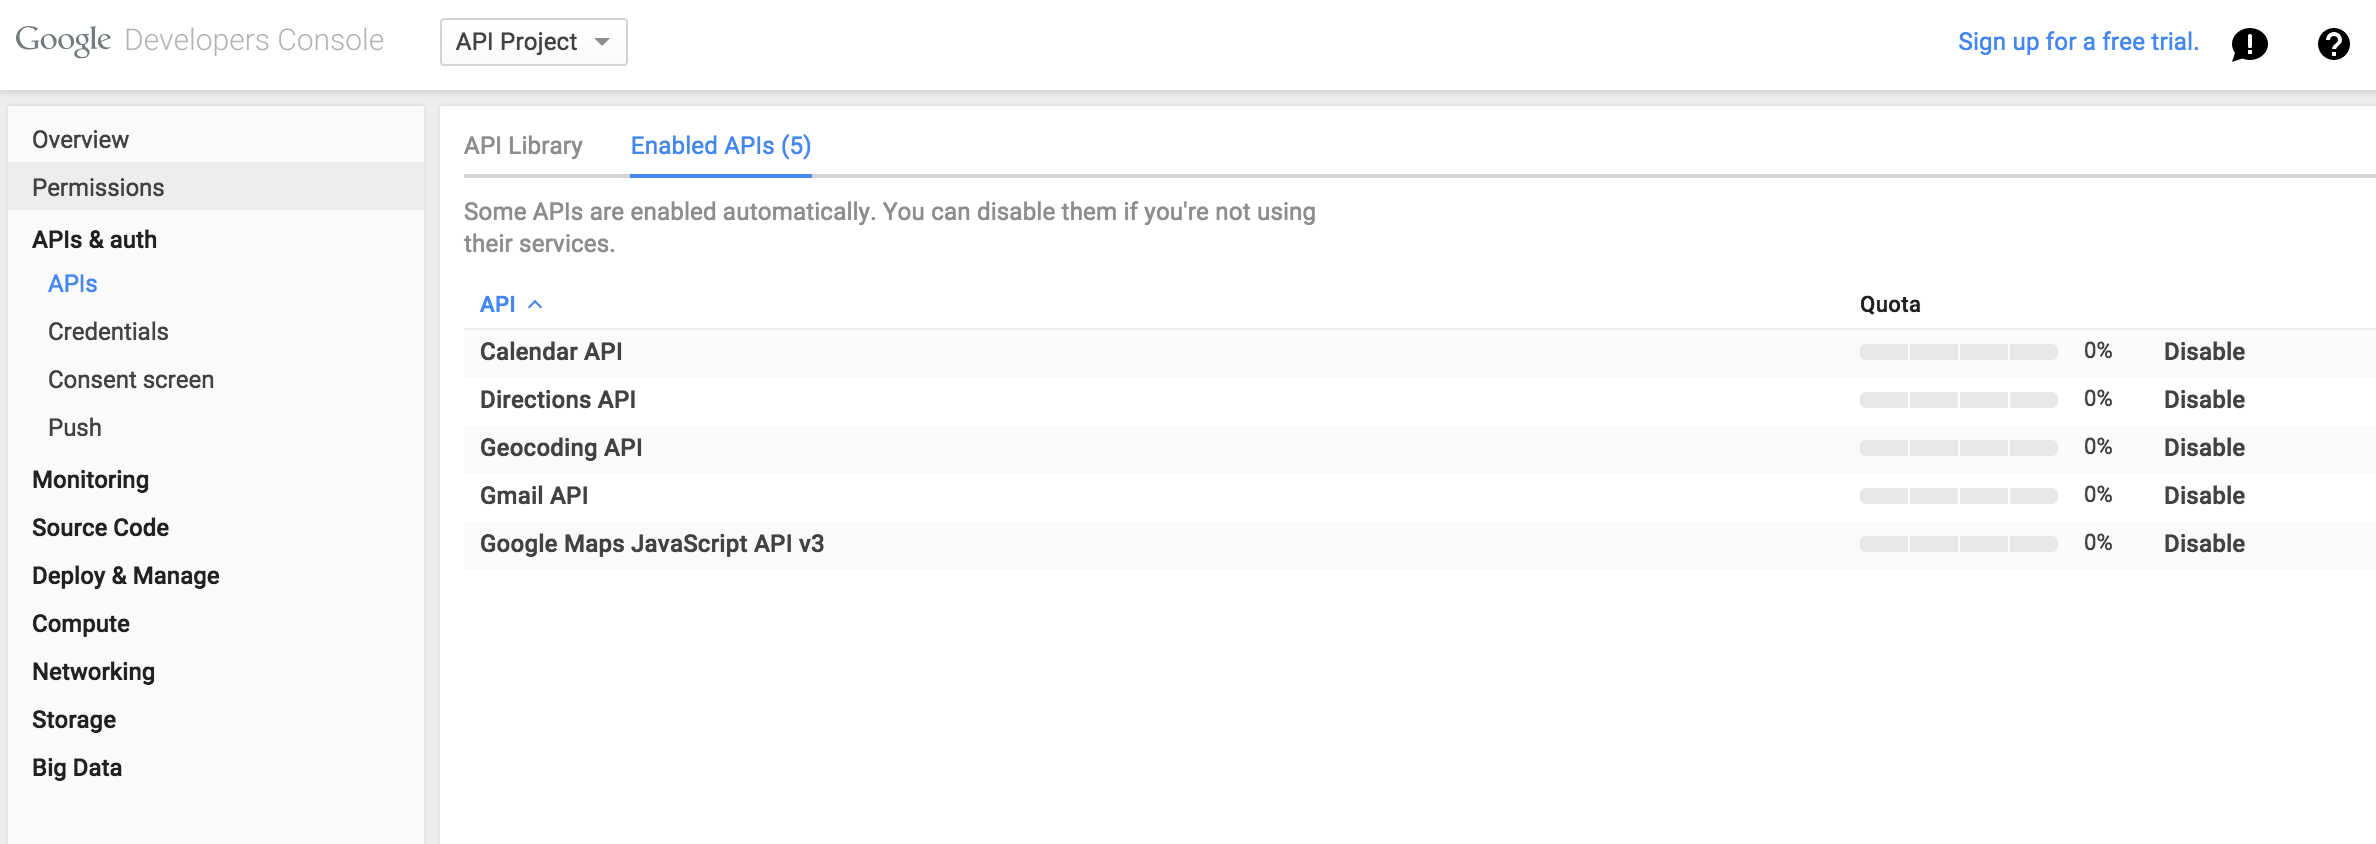 Google Developers Console
API Project
Sign up for a free trial.
Overview
Permissions
APIs & auth
APIs
Credentials
Consent screen
Push
Monitoring
Source Code
Deploy & Manage
Compute
Networking
Storage
Big Data
API Library
Enabled APIs (5)
Some APIs are enabled automatically. You can disable them if you're not using
their services.
API Quota
Calendar API 0% Disable
Directions API 0% Disable
Geocoding API 0% Disable
Gmail API 0% Disable
Google Maps JavaScript API v3 0% Disable